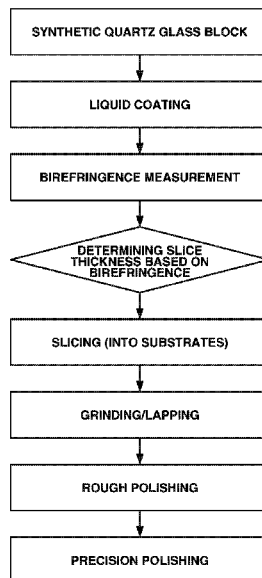 SYNTHETIC QUARTZ GLASS BLOCK
LIQUID COATING
BIREFRINGENCE MEASUREMENT
DETERMINING SLICE
THICKNESS BASED ON
BIREFRINGENCE
SLICING (INTO SUBSTRATES)
GRINDING/LAPPING
ROUGH POLISHING
PRECISION POLISHING